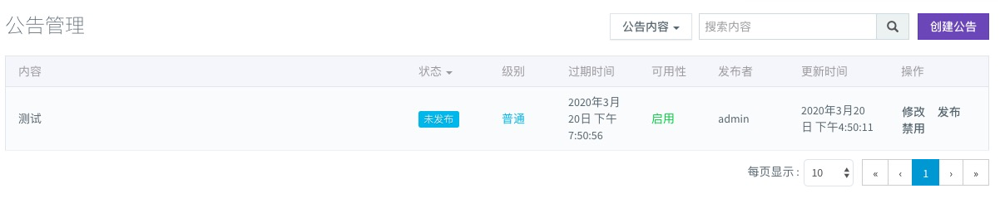 公告管理
公告内容 搜索内容 创建公告
内容 状态 级别 过期时间 可用性 发布者 更新时间 操作
测试 未发布 普通 2020年3月20日 下午7:50:56 启用 admin 2020年3月20日 下午4:50:11 修改 发布 禁用
每页显示 : 10 « ‹ 1 › »